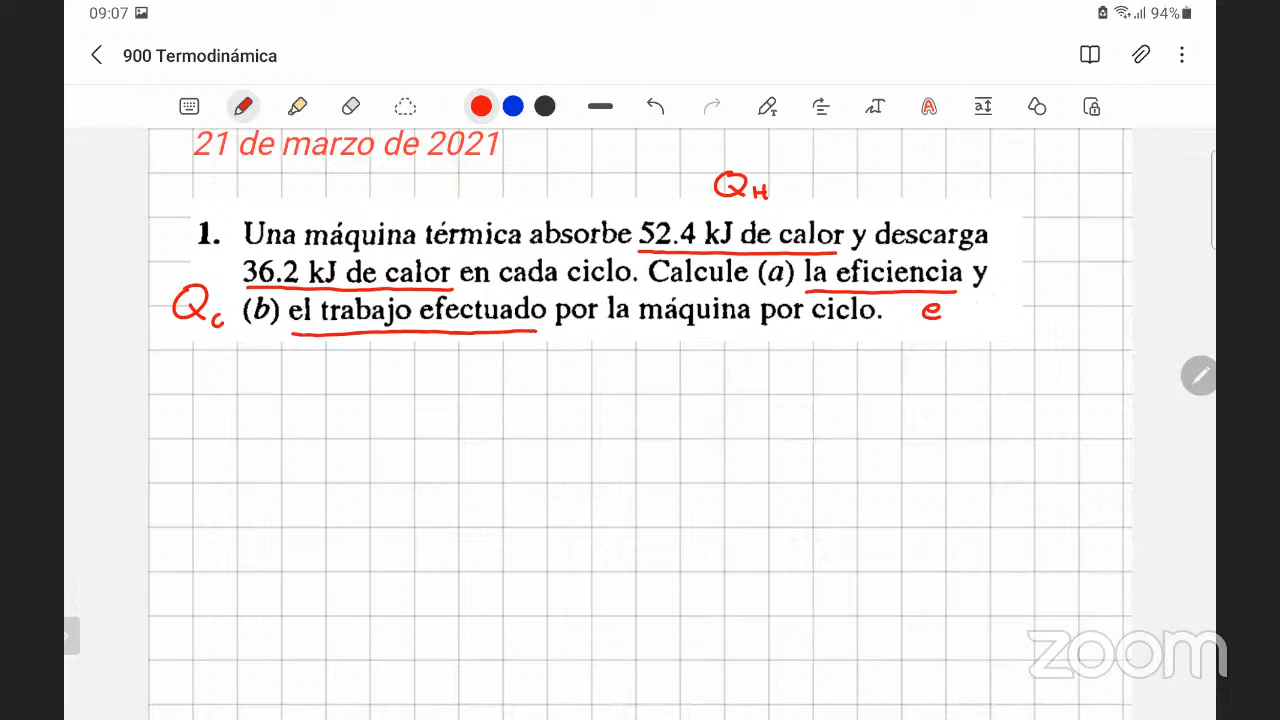 09:07
94%
900 Termodinámica
21 de marzo de 2021
Q H
1. Una máquina térmica absorbe 52.4 kJ de calor y descarga
36.2 kJ de calor en cada ciclo. Calcule (a) la eficiencia y
Q c
(b) el trabajo efectuado por la máquina por ciclo.
e
zoom